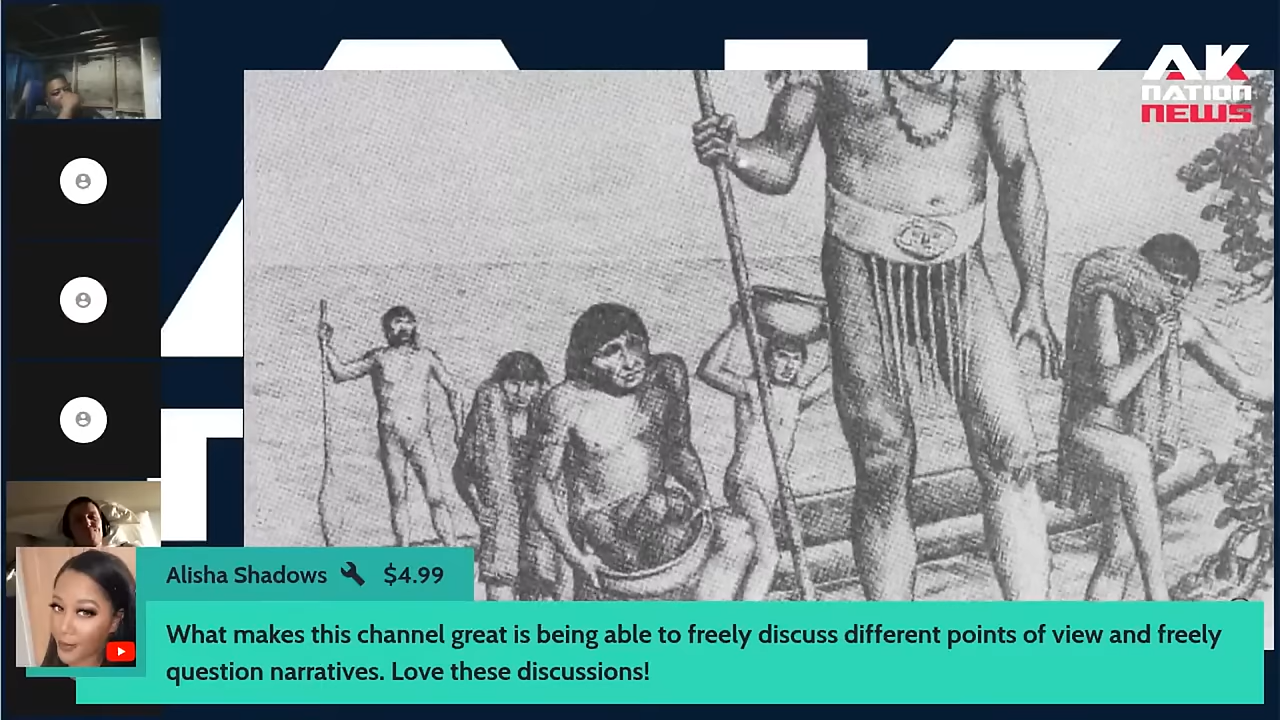 AK
NATION
NEWS
Alisha Shadows $4.99
What makes this channel great is being able to freely discuss different points of view and freely
question narratives. Love these discussions!